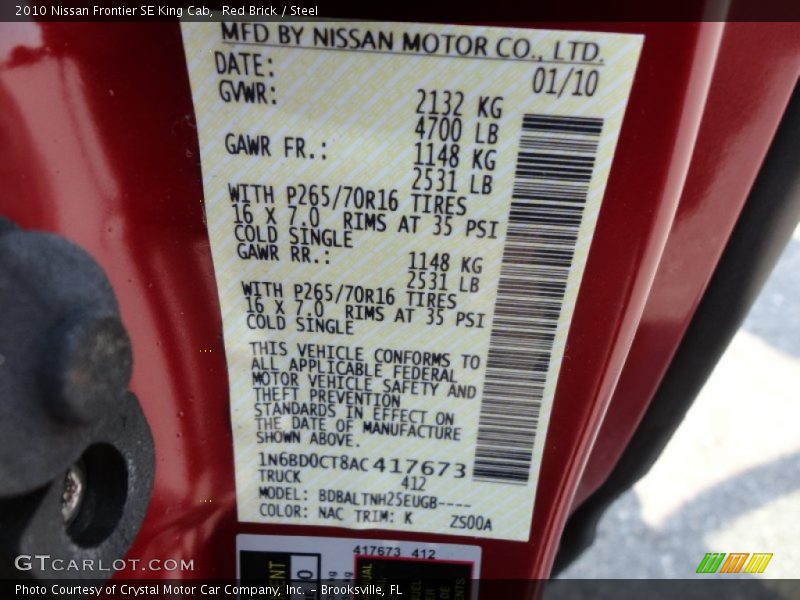 2010 Nissan Frontier SE King Cab,  Red Brick / Steel
MFD BY NISSAN MOTOR CO., LTD.
DATE: 01/10
GVWR: 2132 KG
4700 LB
GAWR FR.: 1148 KG
2531 LB
WITH P265/70R16 TIRES
16 X 7.0 RIMS AT 35 PSI
COLD SINGLE
GAWR RR.: 1148 KG
2531 LB
WITH P265/70R16 TIRES
16 X 7.0 RIMS AT 35 PSI
COLD SINGLE
THIS VEHICLE CONFORMS TO
ALL APPLICABLE FEDERAL
MOTOR VEHICLE SAFETY AND
THEFT PREVENTION
STANDARDS IN EFFECT ON
THE DATE OF MANUFACTURE
SHOWN ABOVE.
1N6BD0CT8AC417673
TRUCK 412
MODEL: BDBALTNH25EUGB----
COLOR: NAC TRIM: K ZS00A
417673 412
GTCARLOT.com
Photo Courtesy of Crystal Motor Car Company, Inc. – Brooksville, FL